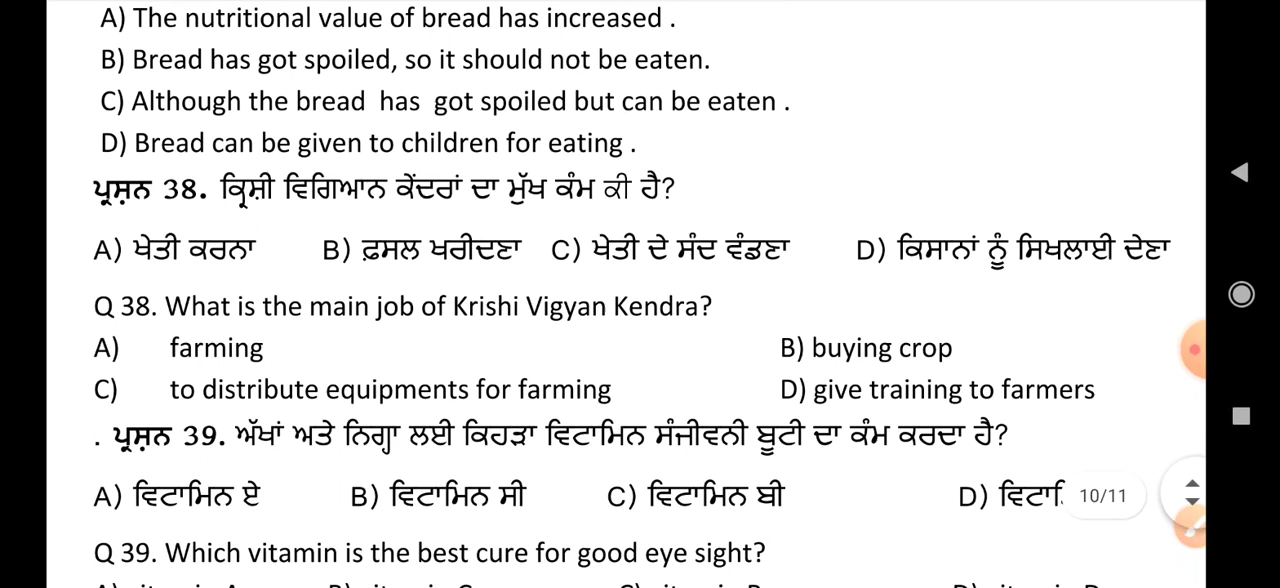 A) The nutritional value of bread has increased .
B) Bread has got spoiled, so it should not be eaten.
C) Although the bread has got spoiled but can be eaten .
D) Bread can be given to children for eating .
ਪ੍ਰਸ਼ਨ 38. ਕ੍ਰਿਸ਼ੀ ਵਿਗਿਆਨ ਕੇਂਦਰਾਂ ਦਾ ਮੁੱਖ ਕੰਮ ਕੀ ਹੈ?
A) ਖੇਤੀ ਕਰਨਾ B) ਫ਼ਸਲ ਖਰੀਦਣਾ C) ਖੇਤੀ ਦੇ ਸੰਦ ਵੰਡਣਾ D) ਕਿਸਾਨਾਂ ਨੂੰ ਸਿਖਲਾਈ ਦੇਣਾ
Q 38. What is the main job of Krishi Vigyan Kendra?
A) farming B) buying crop
C) to distribute equipments for farming D) give training to farmers
. ਪ੍ਰਸ਼ਨ 39. ਅੱਖਾਂ ਅਤੇ ਨਿਗ੍ਹਾ ਲਈ ਕਿਹੜਾ ਵਿਟਾਮਿਨ ਸੰਜੀਵਨੀ ਬੂਟੀ ਦਾ ਕੰਮ ਕਰਦਾ ਹੈ?
A) ਵਿਟਾਮਿਨ ਏ B) ਵਿਟਾਮਿਨ ਸੀ C) ਵਿਟਾਮਿਨ ਬੀ D) 10/11
Q 39. Which vitamin is the best cure for good eye sight?